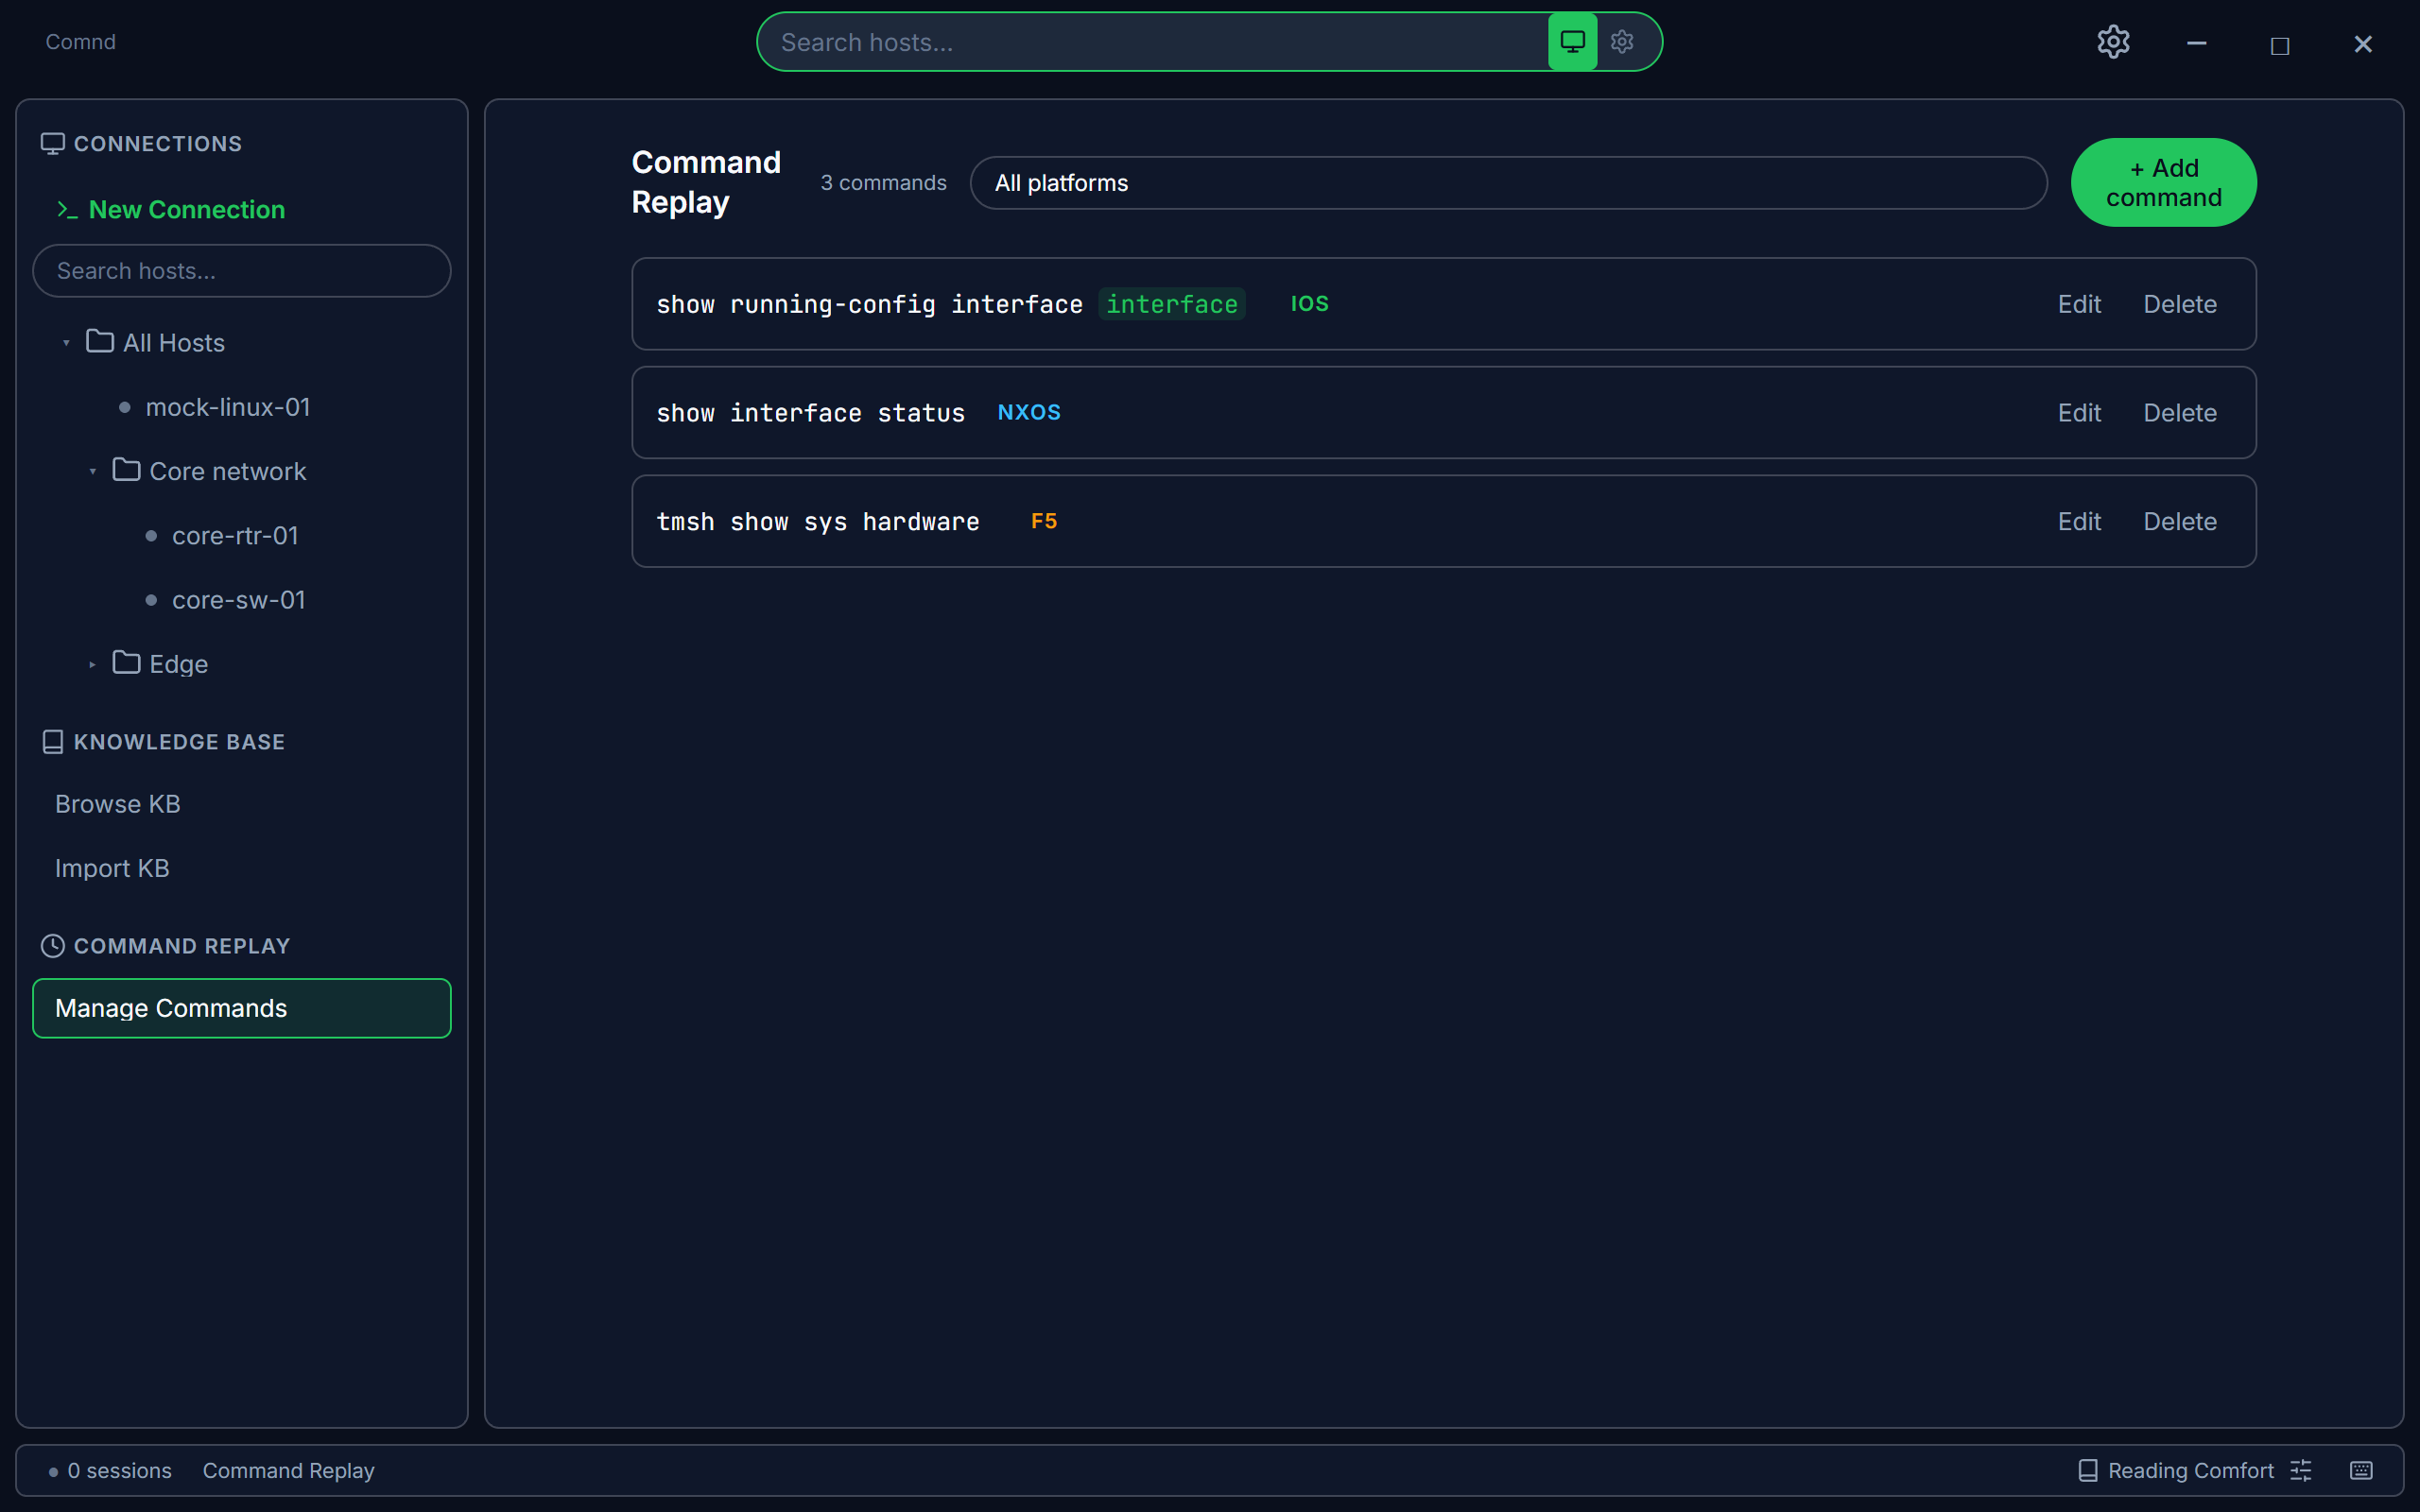 Comnd
Search hosts...
CONNECTIONS
New Connection
Search hosts...
All Hosts
mock-linux-01
Core network
core-rtr-01
core-sw-01
Edge
KNOWLEDGE BASE
Browse KB
Import KB
COMMAND REPLAY
Manage Commands
Command
Replay
3 commands
All platforms
+ Add
command
show running-config interface interface IOS Edit Delete
show interface status NXOS Edit Delete
tmsh show sys hardware F5 Edit Delete
0 sessions Command Replay Reading Comfort